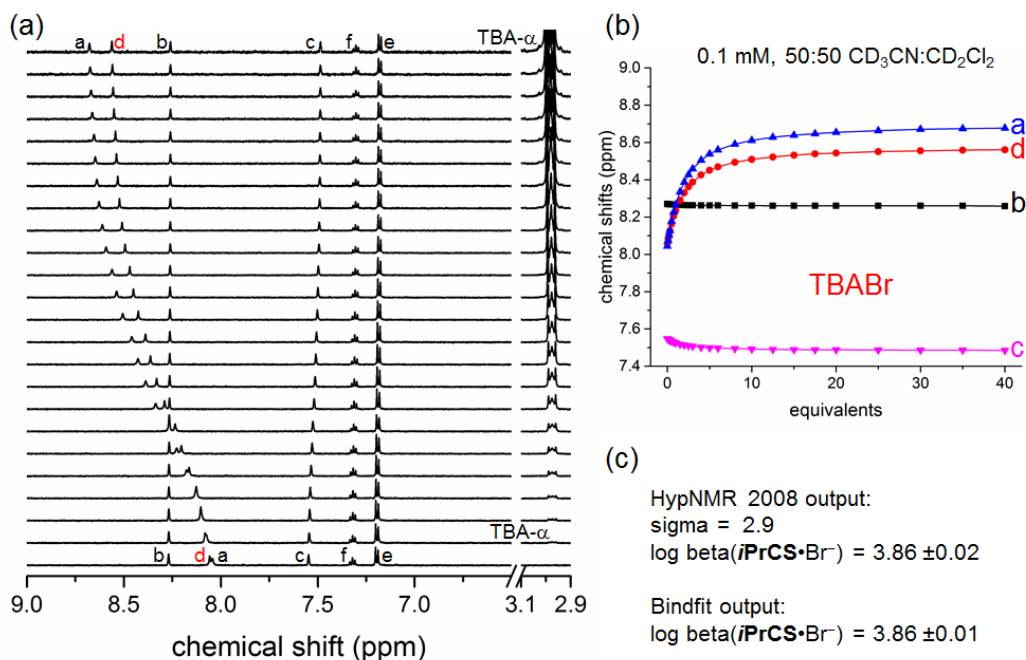 (a)
a d b c f e TBA-α
TBA-α
b d a c f e
9.0 8.5 8.0 7.5 7.0 3.1 2.9
chemical shift (ppm)
(b)
0.1 mM, 50:50 CD₃CN:CD₂Cl₂
chemical shifts (ppm)
9.0
8.8
8.6
8.4
8.2
8.0
7.8
7.6
7.4
a
d
b
c
TBABr
0 10 20 30 40
equivalents
(c)
HypNMR 2008 output:
sigma = 2.9
log beta(iPrCS•Br⁻) = 3.86 ±0.02
Bindfit output:
log beta(iPrCS•Br⁻) = 3.86 ±0.01